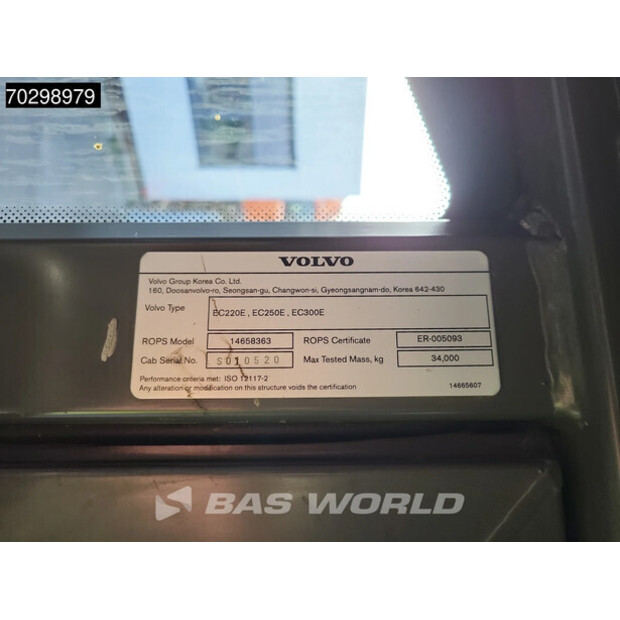 70298979
VOLVO
Volvo Group Korea Co, Ltd.
160, Doosanvolvo-ro, Seongsan-gu, Changwon-si, Gyeongsangnam-do, Korea 642-430
Volvo Type EC220E , EC250E , EC300E
ROPS Model 14658363 ROPS Certificate ER-005093
Cab Serial No. S010520 Max Tested Mass, kg 34,000
Performance criteria met: ISO 12117-2
Any alteration or modification on this structure voids the certification 14665607
BAS WORLD